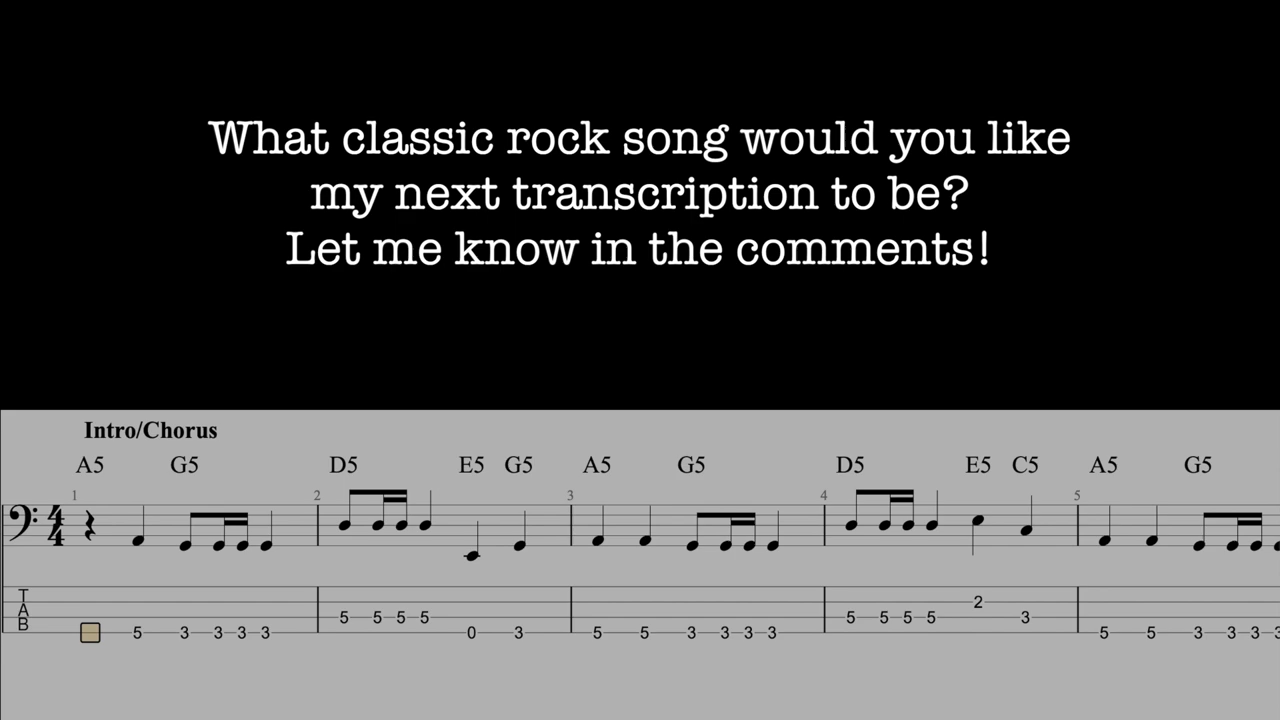 What classic rock song would you like
my next transcription to be?
Let me know in the comments!
Intro/Chorus
A5 G5 D5 E5 G5 A5 G5 D5 E5 C5 A5 G5
1 2 3 4 5
4
4
T
A
B
2
5 5 5 5 5 5 5 5 3
5 3 3 3 3 0 3 5 5 3 3 3 3 5 5 3 3 3 3